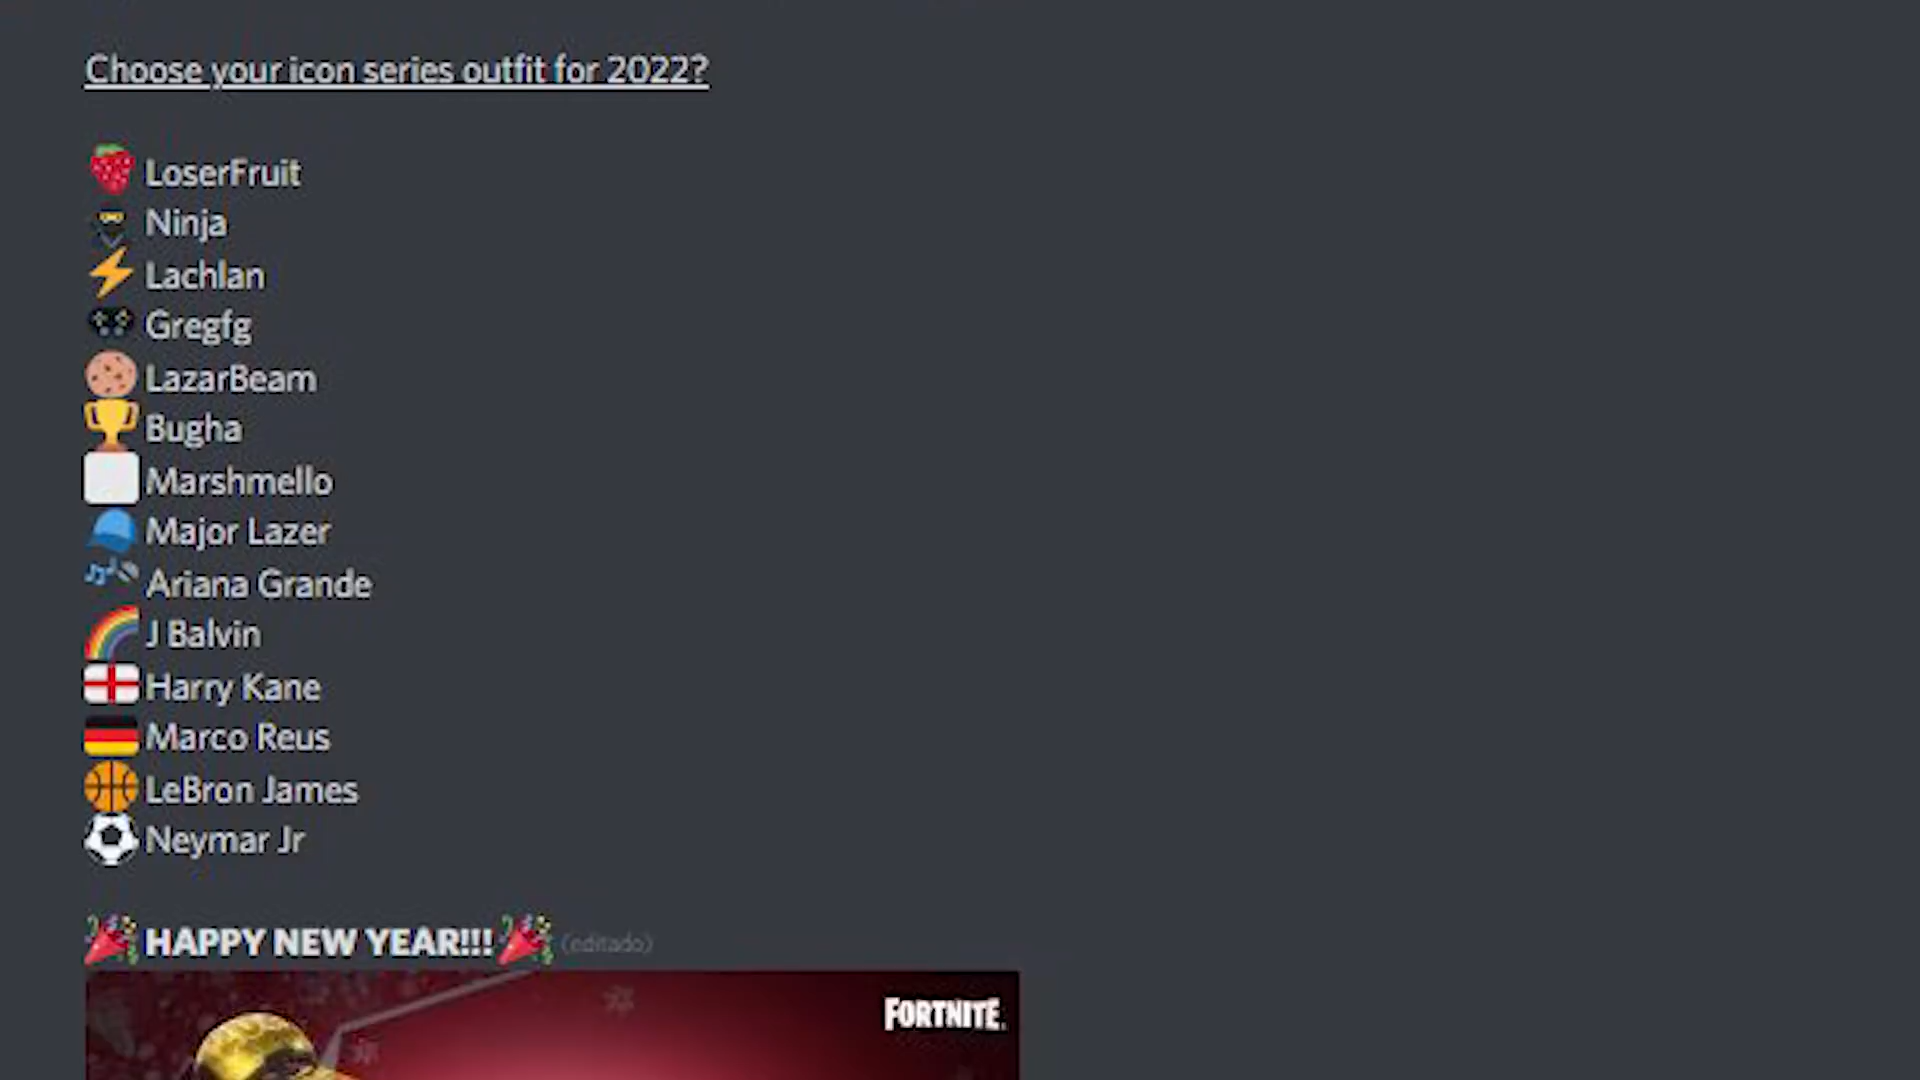 Choose your icon series outfit for 2022?
LoserFruit
Ninja
Lachlan
Gregfg
LazarBeam
Bugha
Marshmello
Major Lazer
Ariana Grande
J Balvin
Harry Kane
Marco Reus
LeBron James
Neymar Jr
HAPPY NEW YEAR!!! (editado)
FORTNITE